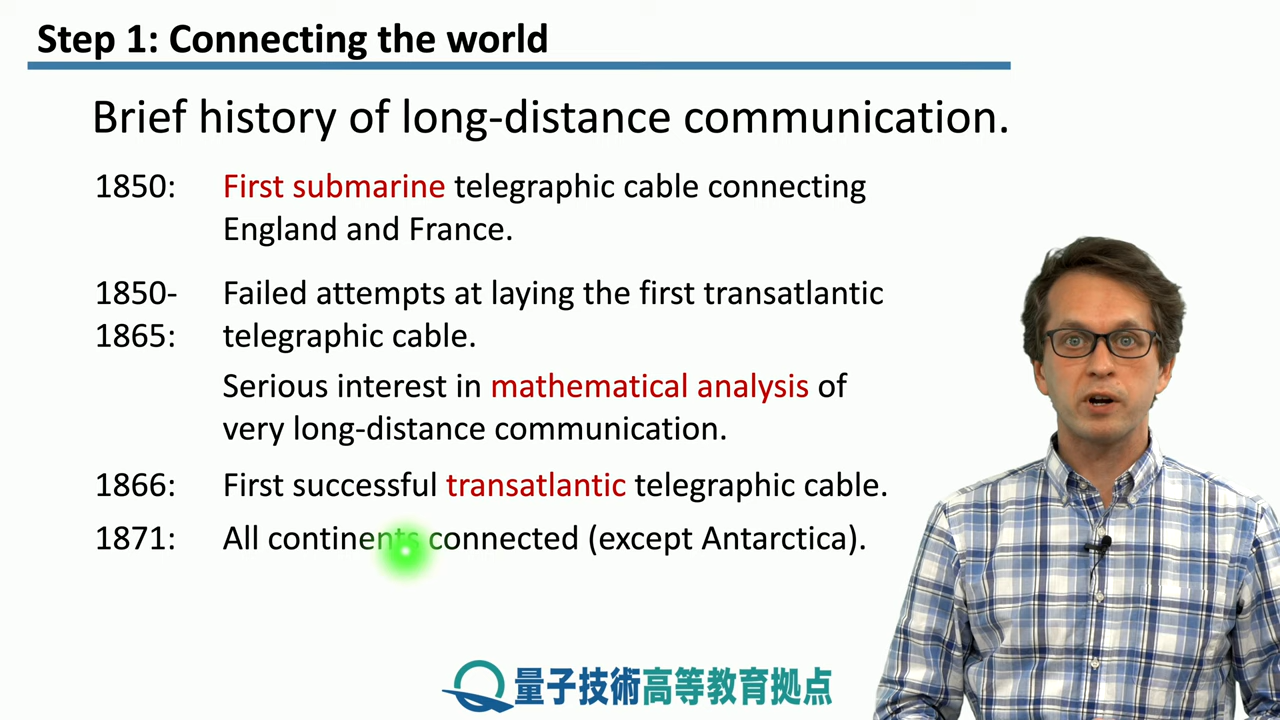 Step 1: Connecting the world
Brief history of long-distance communication.
1850: First submarine telegraphic cable connecting
England and France.
1850- Failed attempts at laying the first transatlantic
1865: telegraphic cable.
Serious interest in mathematical analysis of
very long-distance communication.
1866: First successful transatlantic telegraphic cable.
1871: All continents connected (except Antarctica).
量子技術高等教育拠点